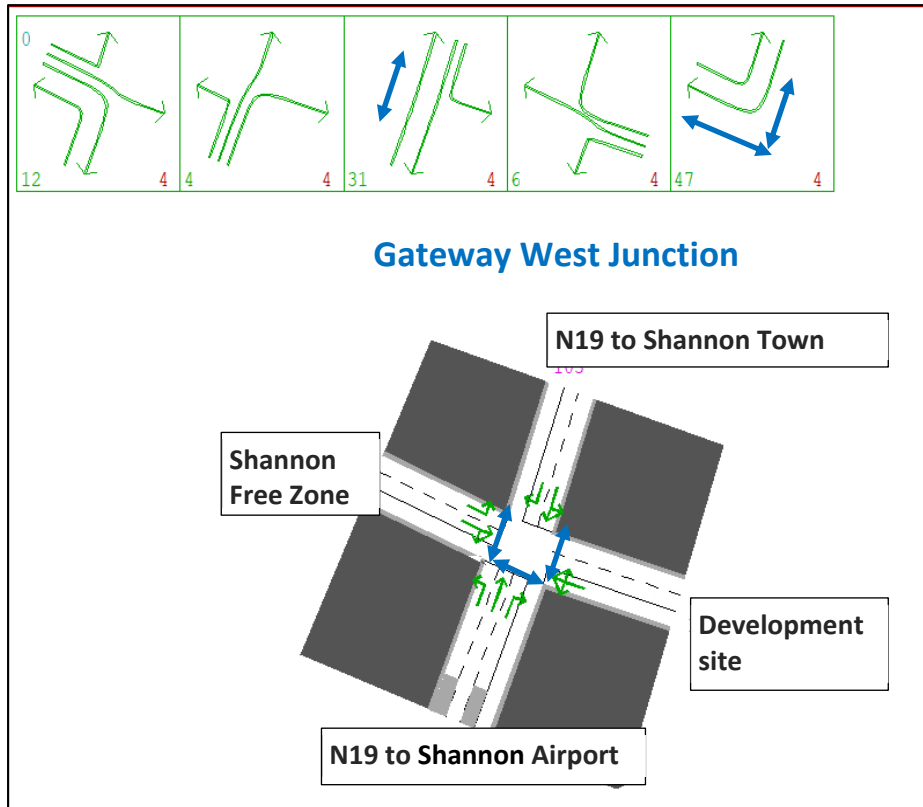 0
12 4 4 4 31 4 6 4 47 4
Gateway West Junction
N19 to Shannon Town
Shannon
Free Zone
Development
site
N19 to Shannon Airport